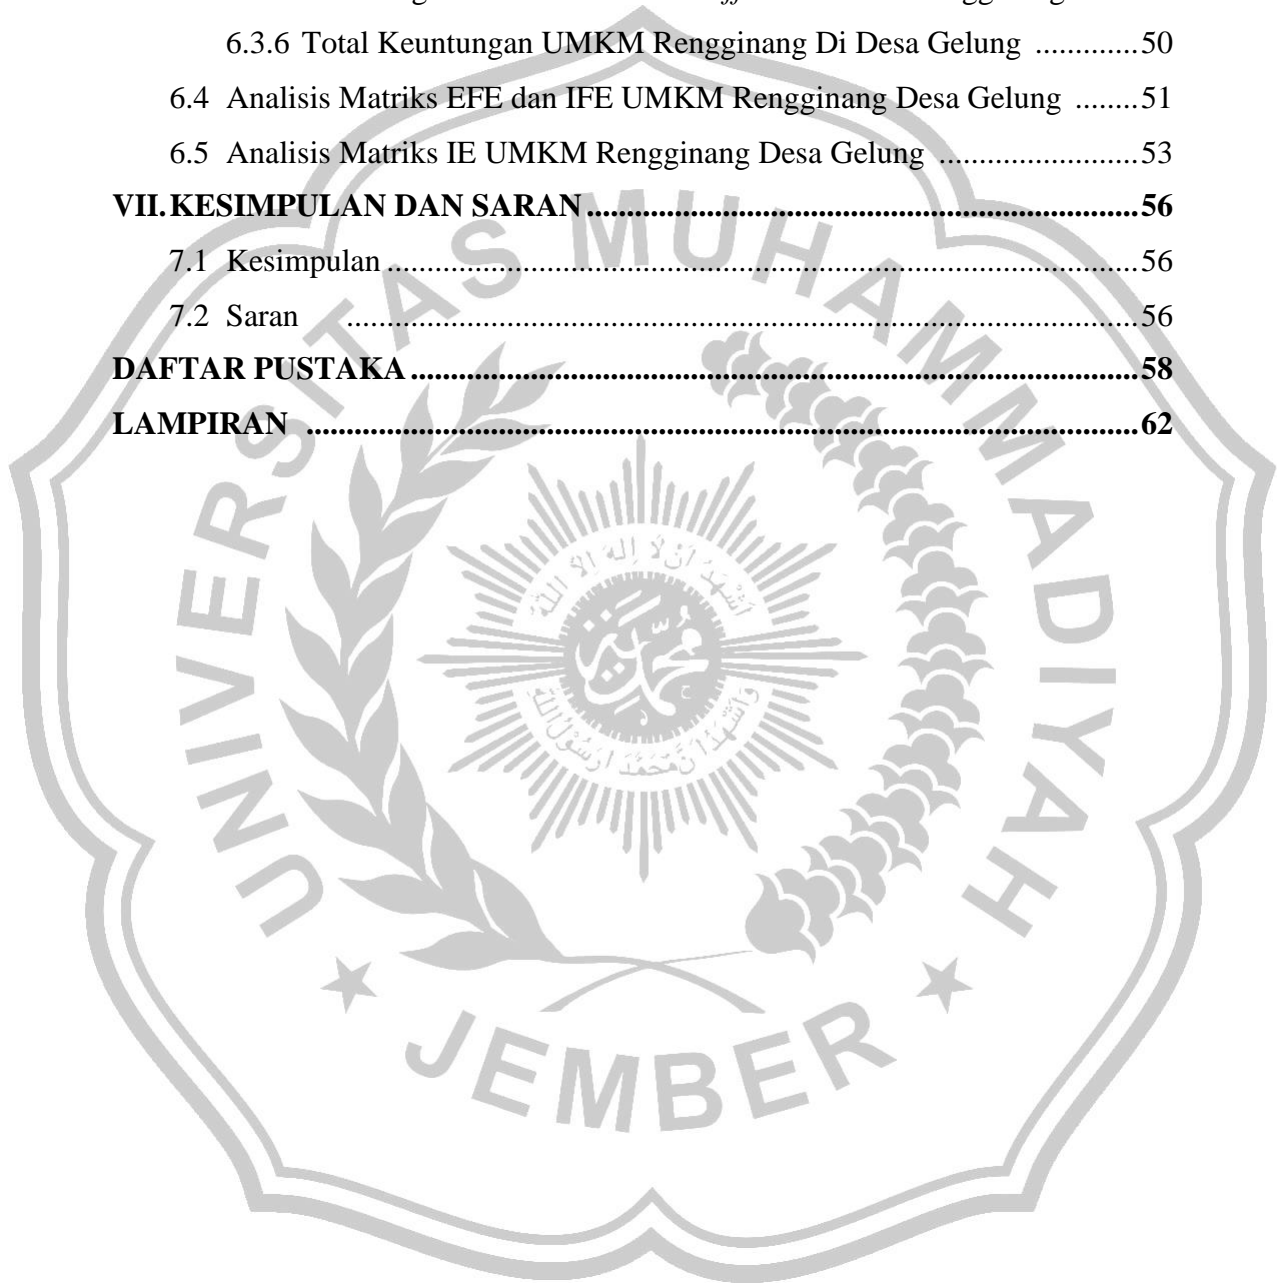 6.3.6 Total Keuntungan UMKM Rengginang Di Desa Gelung .............50
6.4 Analisis Matriks EFE dan IFE UMKM Rengginang Desa Gelung ........51
6.5 Analisis Matriks IE UMKM Rengginang Desa Gelung .........................53
VII. KESIMPULAN DAN SARAN .....................................................................56
7.1 Kesimpulan ..............................................................................................56
7.2 Saran ...................................................................................................56
DAFTAR PUSTAKA ...........................................................................................58
LAMPIRAN ........................................................................................................62
UNIVERSITAS MUHAMMADIYAH
JEMBER